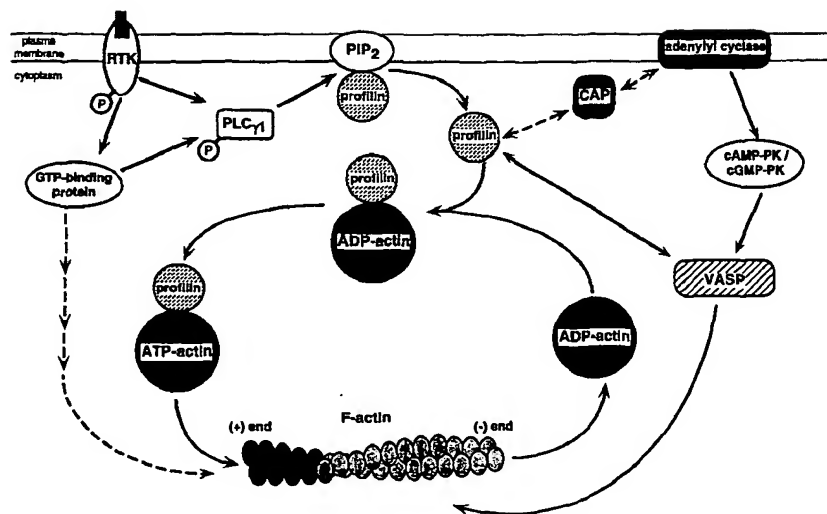 plasma
membrane
cytoplasm
RTK
P
PIP2
profilin
adenylyl cyclase
CAP
PLCγ1
P
profilin
cAMP-PK /
cGMP-PK
GTP-binding
protein
profilin
ADP-actin
VASP
profilin
ATP-actin
ADP-actin
F-actin
(+) end
(-) end